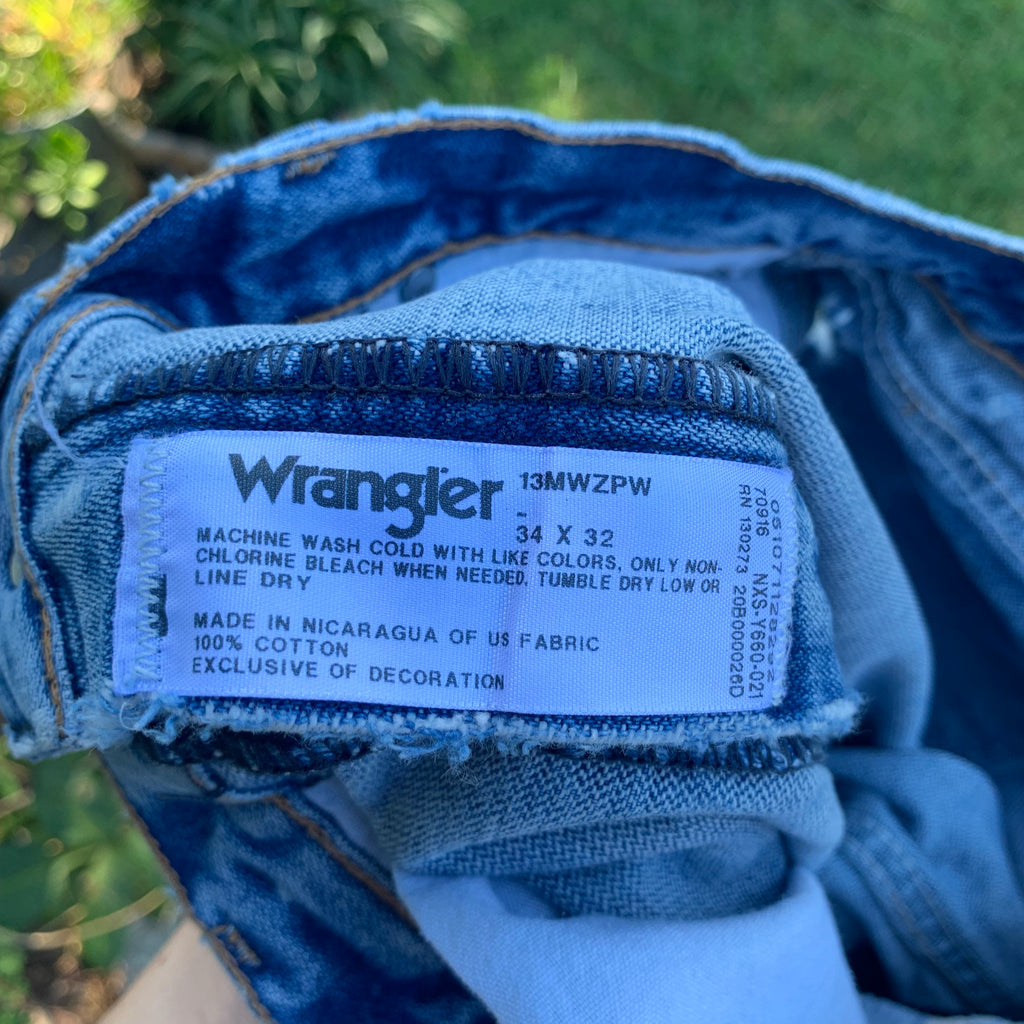 Wrangler
13MWZPW
-
34 X 32
MACHINE WASH COLD WITH LIKE COLORS, ONLY NON-
CHLORINE BLEACH WHEN NEEDED, TUMBLE DRY LOW OR
LINE DRY
MADE IN NICARAGUA OF US FABRIC
100% COTTON
EXCLUSIVE OF DECORATION
051071128292
70916 NXS-Y660-021
RN 130273 20B000026D